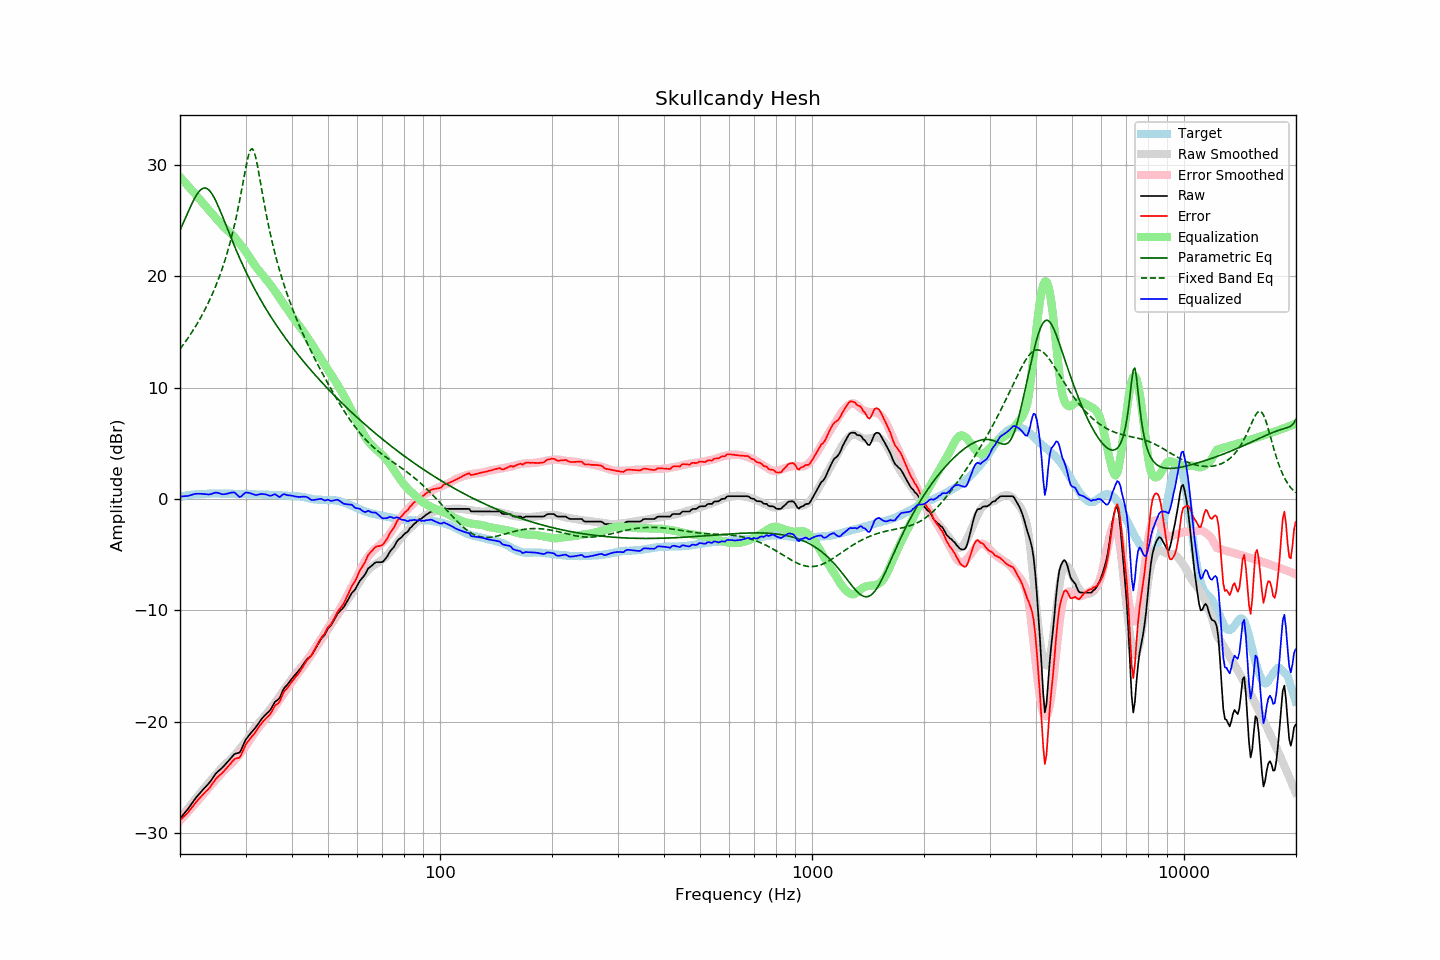 Skullcandy Hesh
Target
Raw Smoothed
Error Smoothed
Raw
Error
Equalization
Parametric Eq
Fixed Band Eq
Equalized
30
20
10
0
−10
−20
−30
Amplitude (dBr)
100
1000
10000
Frequency (Hz)